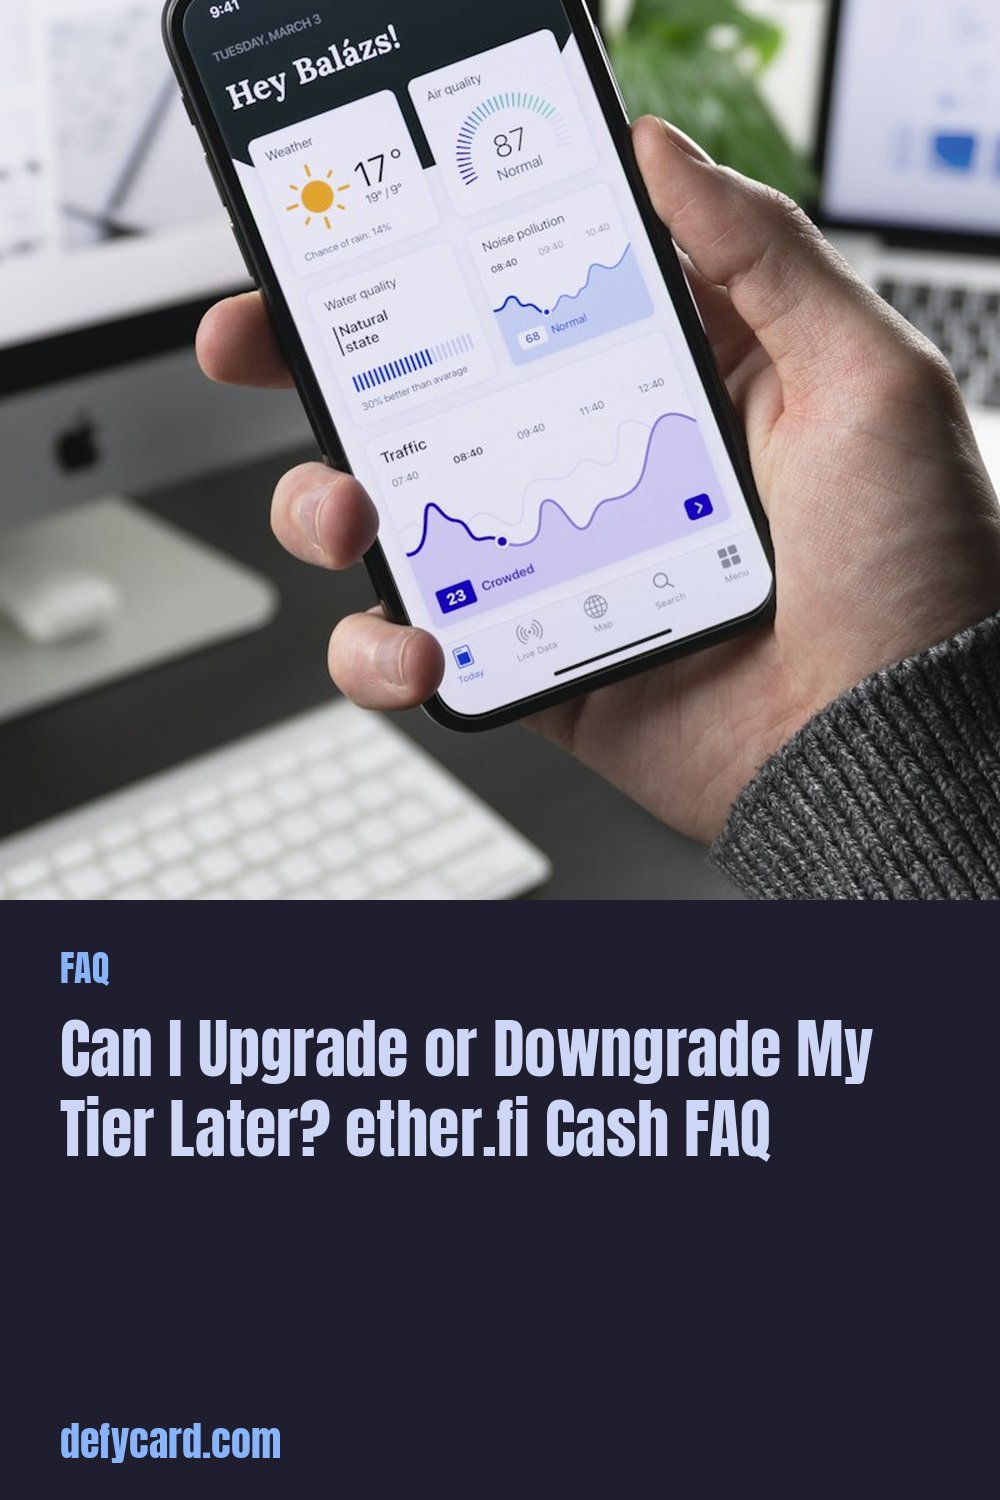 9:41
TUESDAY, MARCH 3
Hey Balázs!
Weather
17°
19° / 9°
Chance of rain: 14%
Air quality
87
Normal
Water quality
Natural
state
30% better than avarage
Noise pollution
08:40 09:40 10:40
68 Normal
Traffic
07:40 08:40 09:40 11:40 12:40
23 Crowded
Today
Live Data
Map
Search
Menu
FAQ
Can I Upgrade or Downgrade My
Tier Later? ether.fi Cash FAQ
defycard.com